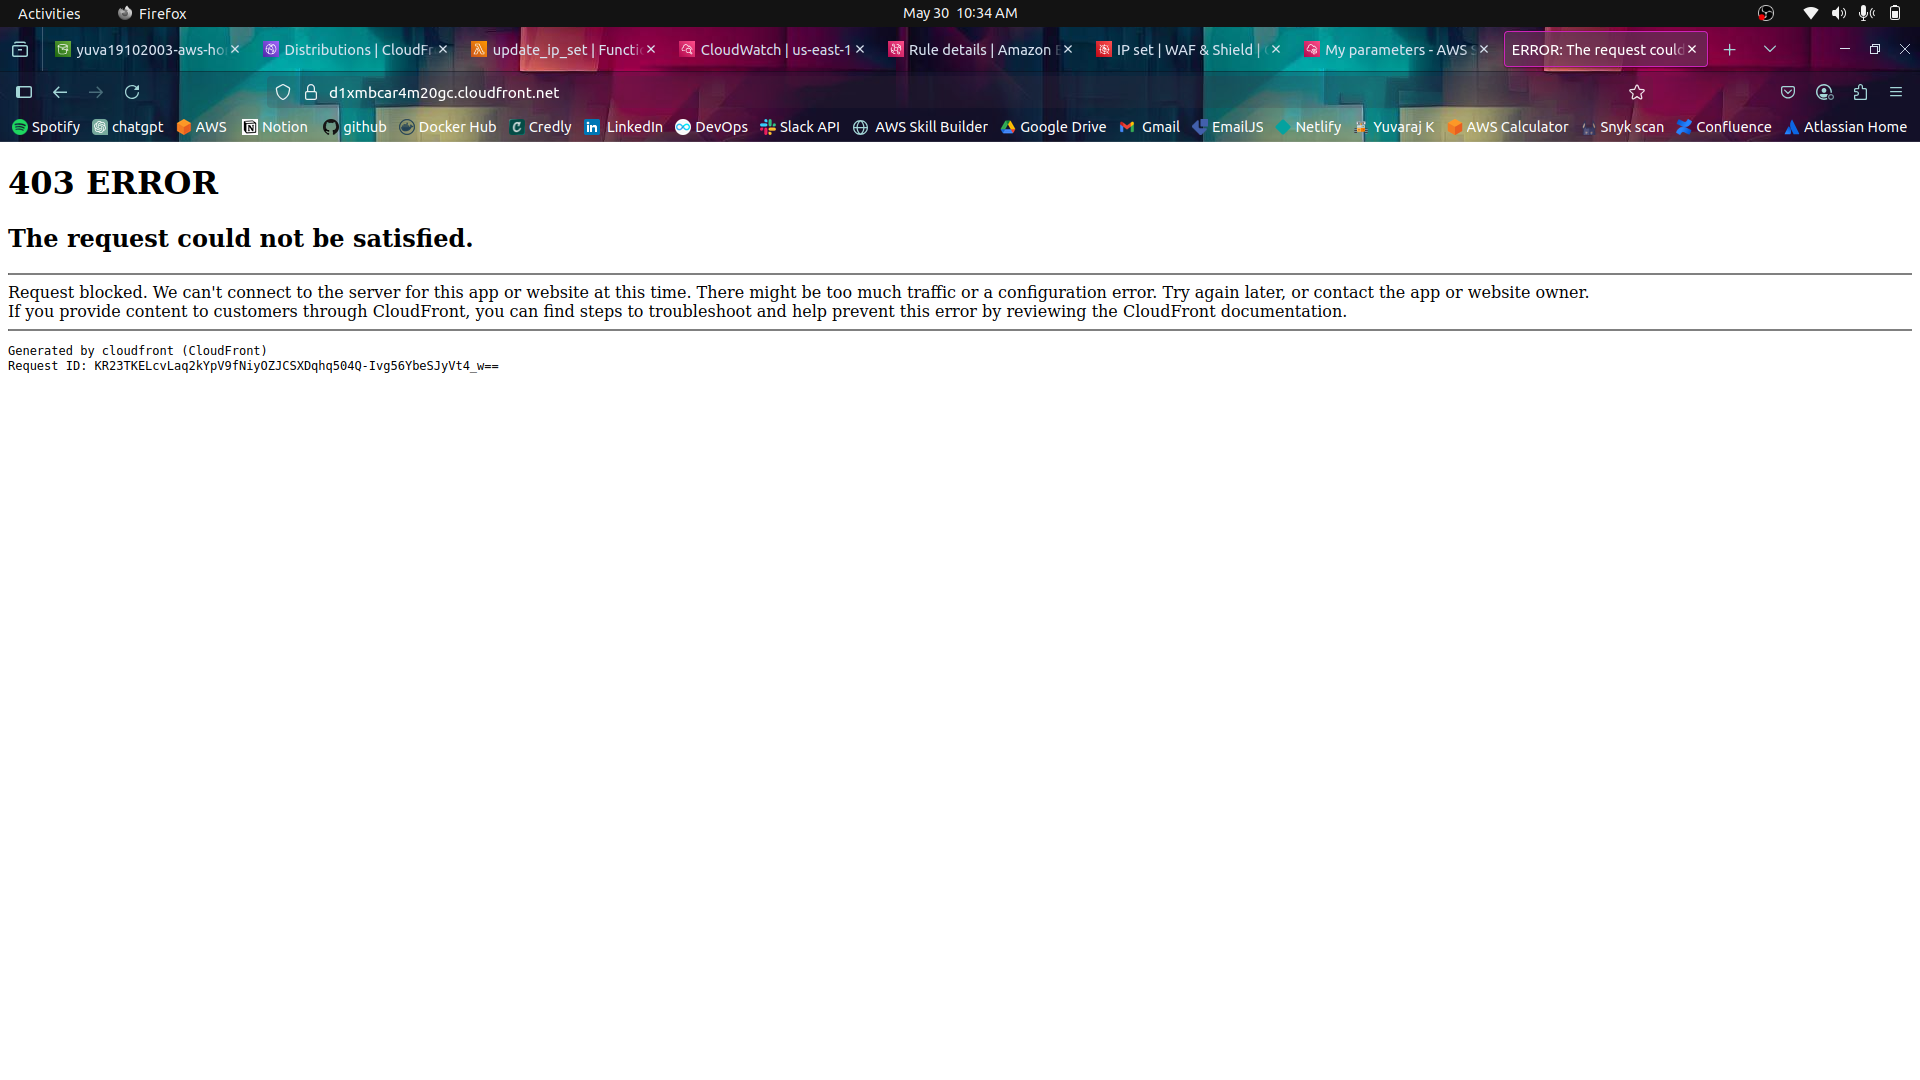 Activities Firefox May 30 10:34 AM
yuva19102003-aws-ho Distributions | CloudFr update_ip_set | Functi CloudWatch | us-east-1 Rule details | Amazon E IP set | WAF & Shield | My parameters - AWS S ERROR: The request could
d1xmbcar4m20gc.cloudfront.net
Spotify chatgpt AWS Notion github Docker Hub Credly LinkedIn DevOps Slack API AWS Skill Builder Google Drive Gmail EmailJS Netlify Yuvaraj K AWS Calculator Snyk scan Confluence Atlassian Home
403 ERROR
The request could not be satisfied.
Request blocked. We can't connect to the server for this app or website at this time. There might be too much traffic or a configuration error. Try again later, or contact the app or website owner.
If you provide content to customers through CloudFront, you can find steps to troubleshoot and help prevent this error by reviewing the CloudFront documentation.
Generated by cloudfront (CloudFront)
Request ID: KR23TKELcvLaq2kYpV9fNiyOZJCSXDqhq504Q-Ivg56YbeSJyVt4_w==